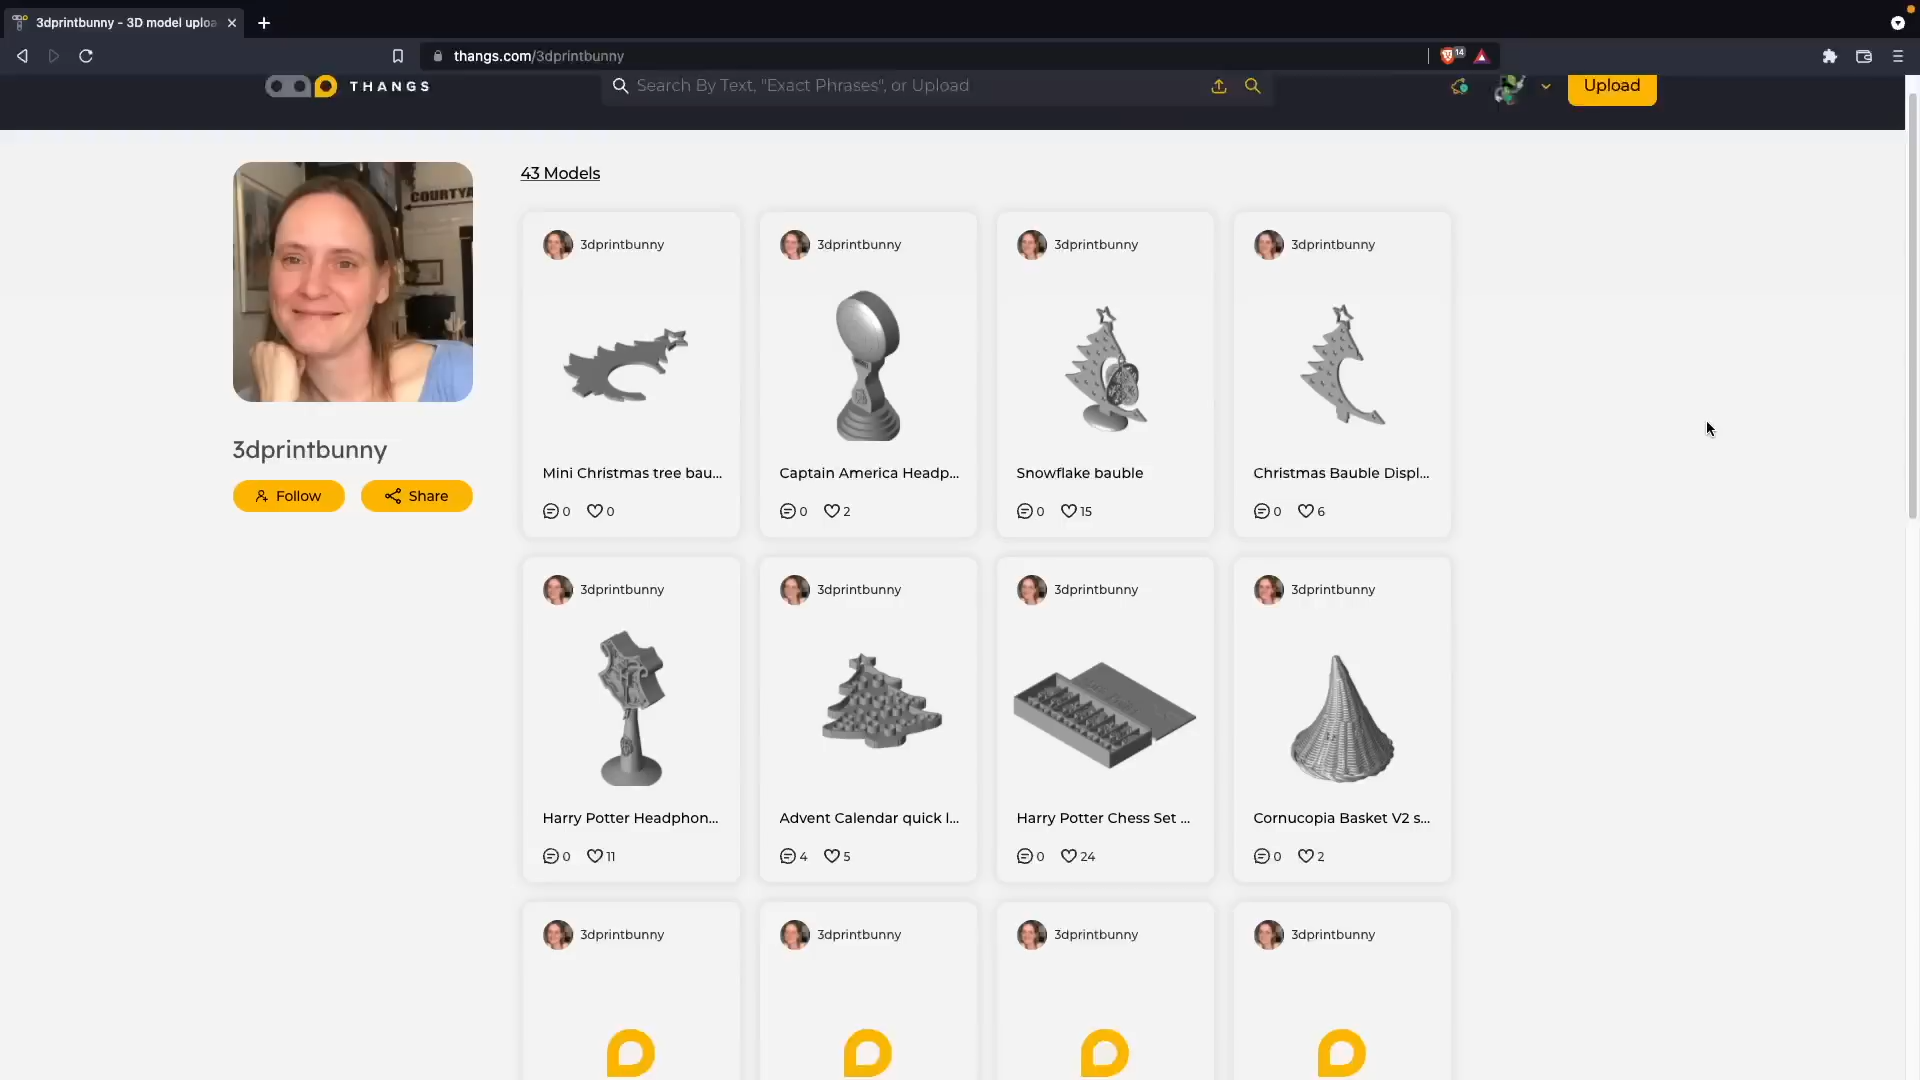 3dprintbunny - 3D model uploa
thangs.com/3dprintbunny
14
THANGS
Search By Text, "Exact Phrases", or Upload
Upload
COURTYA
43 Models
3dprintbunny
Follow
Share
3dprintbunny
3dprintbunny
3dprintbunny
3dprintbunny
Mini Christmas tree bau...
Captain America Headp...
Snowflake bauble
Christmas Bauble Displ...
0 0
0 2
0 15
0 6
3dprintbunny
3dprintbunny
3dprintbunny
3dprintbunny
Harry Potter Headphon...
Advent Calendar quick l...
Harry Potter Chess Set ...
Cornucopia Basket V2 s...
0 11
4 5
0 24
0 2
3dprintbunny
3dprintbunny
3dprintbunny
3dprintbunny